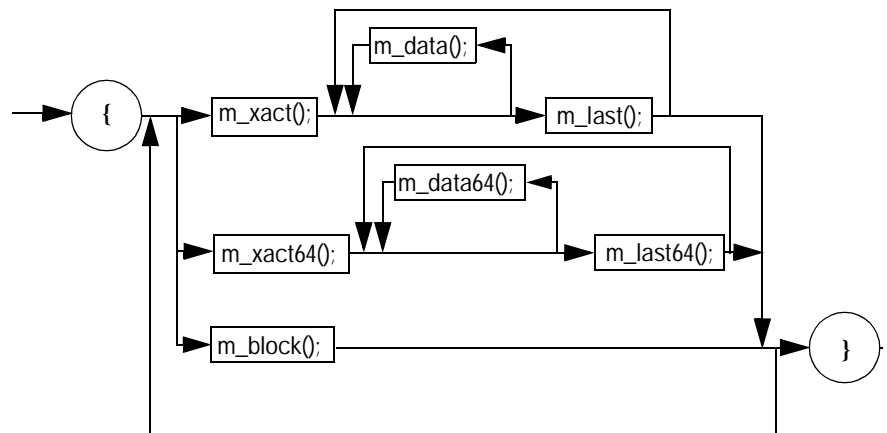 m_data();
{
m_xact();
m_last();
m_data64();
m_xact64();
m_last64();
m_block();
}